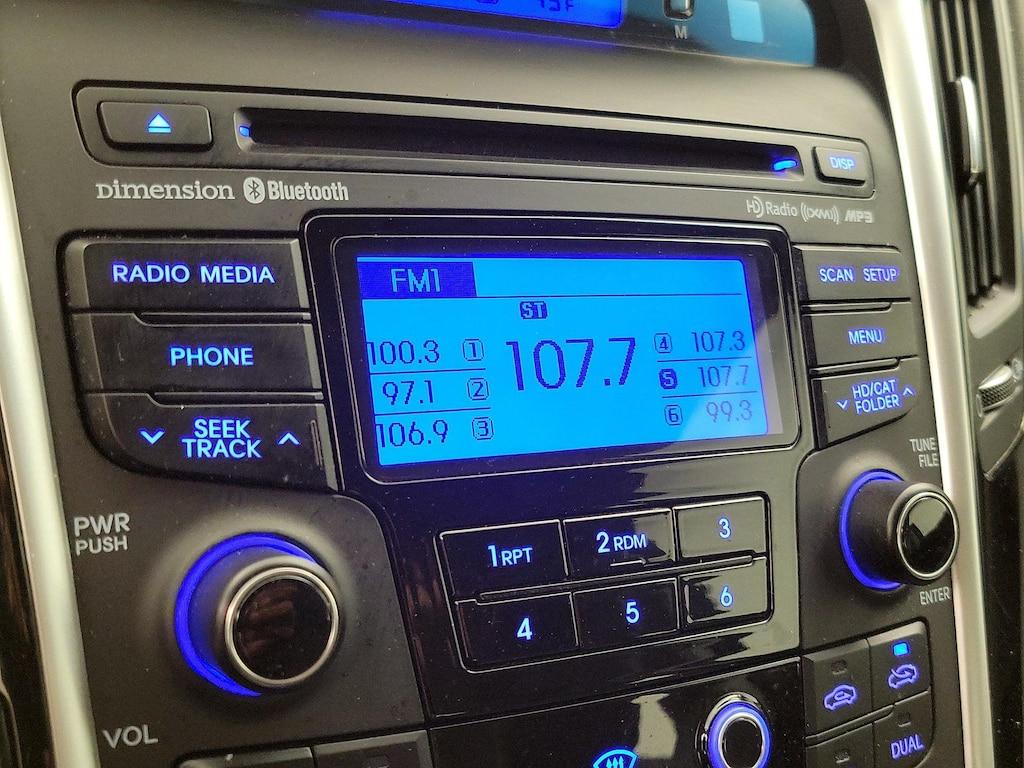 M
DISP
Dimension Bluetooth
HD Radio ((XM)) MP3
RADIO MEDIA
PHONE
SEEK
TRACK
FM1
ST
100.3 1
97.1 2
106.9 3
107.7
4 107.3
5 107.7
6 99.3
SCAN SETUP
MENU
HD/CAT
FOLDER
TUNE
FILE
ENTER
PWR
PUSH
VOL
1 RPT
2 RDM
3
4
5
6
DUAL